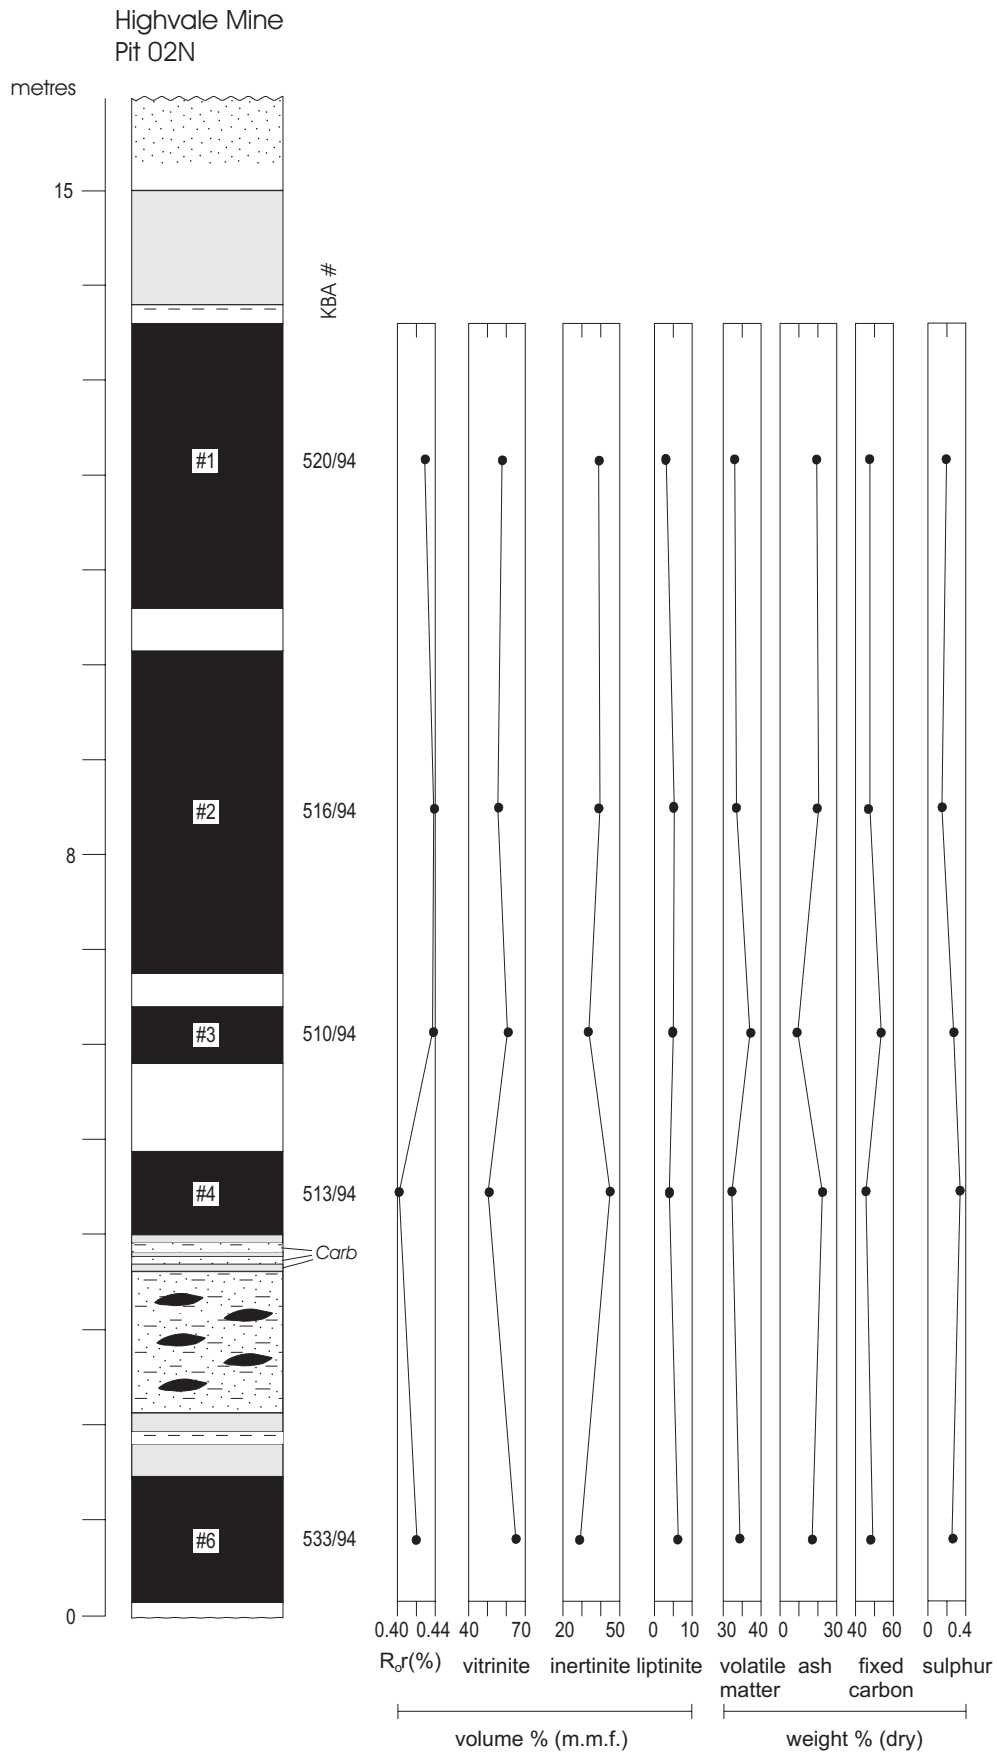 Highvale Mine
Pit 02N
metres
15
KBA #
#1
520/94
#2
516/94
8
#3
510/94
#4
513/94
Carb
#6
533/94
0
0.40 0.44 40 70 20 50 0 10 30 40 0 30 40 60 0 0.4
Ror(%) vitrinite inertinite liptinite volatile matter ash fixed carbon sulphur
volume % (m.m.f.) weight % (dry)